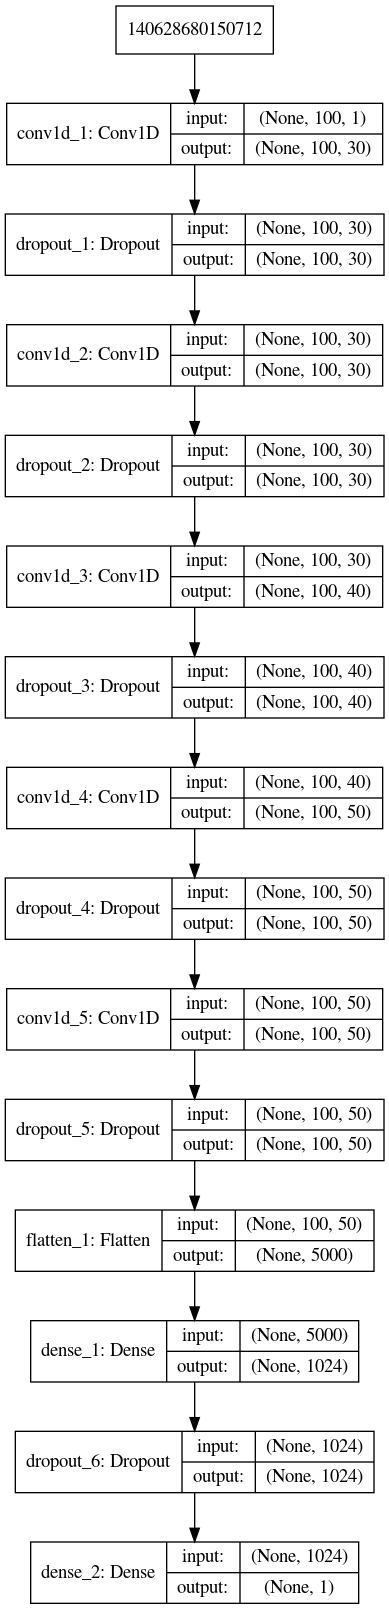 140628680150712
conv1d_1: Conv1D
input: (None, 100, 1)
output: (None, 100, 30)
dropout_1: Dropout
input: (None, 100, 30)
output: (None, 100, 30)
conv1d_2: Conv1D
input: (None, 100, 30)
output: (None, 100, 30)
dropout_2: Dropout
input: (None, 100, 30)
output: (None, 100, 30)
conv1d_3: Conv1D
input: (None, 100, 30)
output: (None, 100, 40)
dropout_3: Dropout
input: (None, 100, 40)
output: (None, 100, 40)
conv1d_4: Conv1D
input: (None, 100, 40)
output: (None, 100, 50)
dropout_4: Dropout
input: (None, 100, 50)
output: (None, 100, 50)
conv1d_5: Conv1D
input: (None, 100, 50)
output: (None, 100, 50)
dropout_5: Dropout
input: (None, 100, 50)
output: (None, 100, 50)
flatten_1: Flatten
input: (None, 100, 50)
output: (None, 5000)
dense_1: Dense
input: (None, 5000)
output: (None, 1024)
dropout_6: Dropout
input: (None, 1024)
output: (None, 1024)
dense_2: Dense
input: (None, 1024)
output: (None, 1)